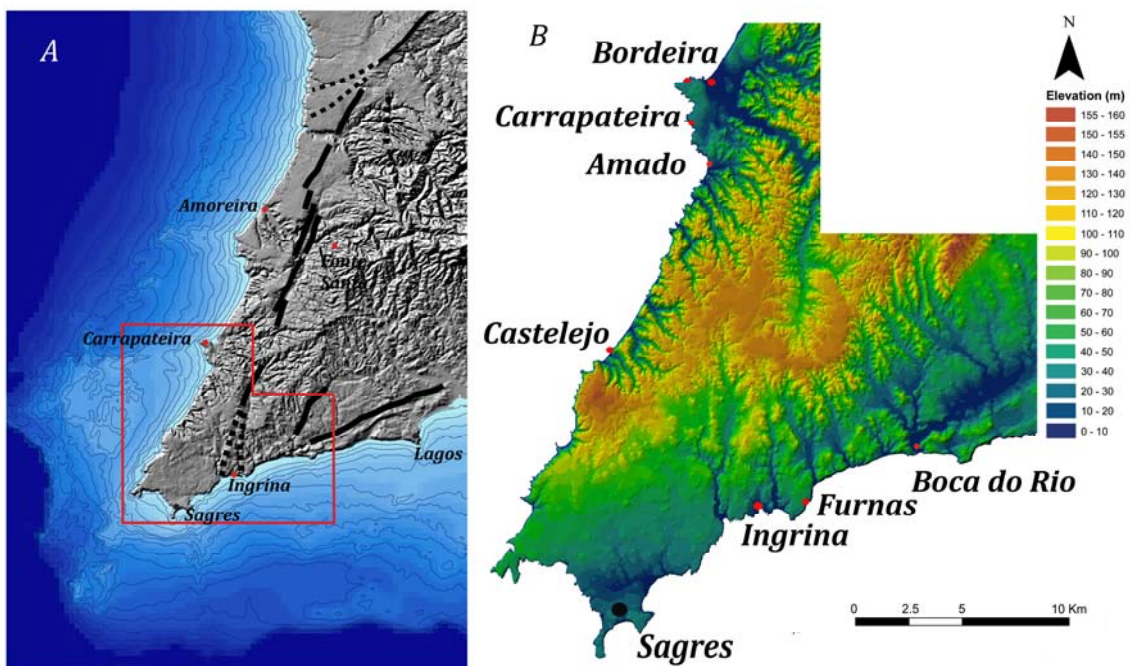 A
Amoreira
Fonte
Santa
Carrapateira
Lagos
Ingrina
Sagres
B
Bordeira
Carrapateira
Amado
Castelejo
Boca do Rio
Furnas
Ingrina
Sagres
N
Elevation (m)
155 - 160
150 - 155
140 - 150
130 - 140
120 - 130
110 - 120
100 - 110
90 - 100
80 - 90
70 - 80
60 - 70
50 - 60
40 - 50
30 - 40
20 - 30
10 - 20
0 - 10
0 2.5 5 10 Km